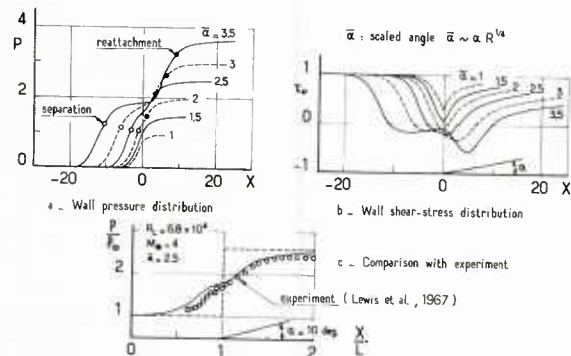 4
P
2
0
-20
0
20
X
reattachment
separation
ᾱ = 3,5
3
2,5
2
1,5
1
a _ Wall pressure distribution
ᾱ : scaled angle ᾱ ~ α R^1/4
1
τw
0
-1
ᾱ = 1
1,5
2
2,5
3
3,5
α
-20
0
20
X
b _ Wall shear-stress distribution
P
P∞
R_L = 6,8 × 10⁴
M∞ = 4
ᾱ = 2,5
2
1
c _ Comparison with experiment
experiment ( Lewis et al. , 1967 )
α = 10 deg.
0
1
2
X
L